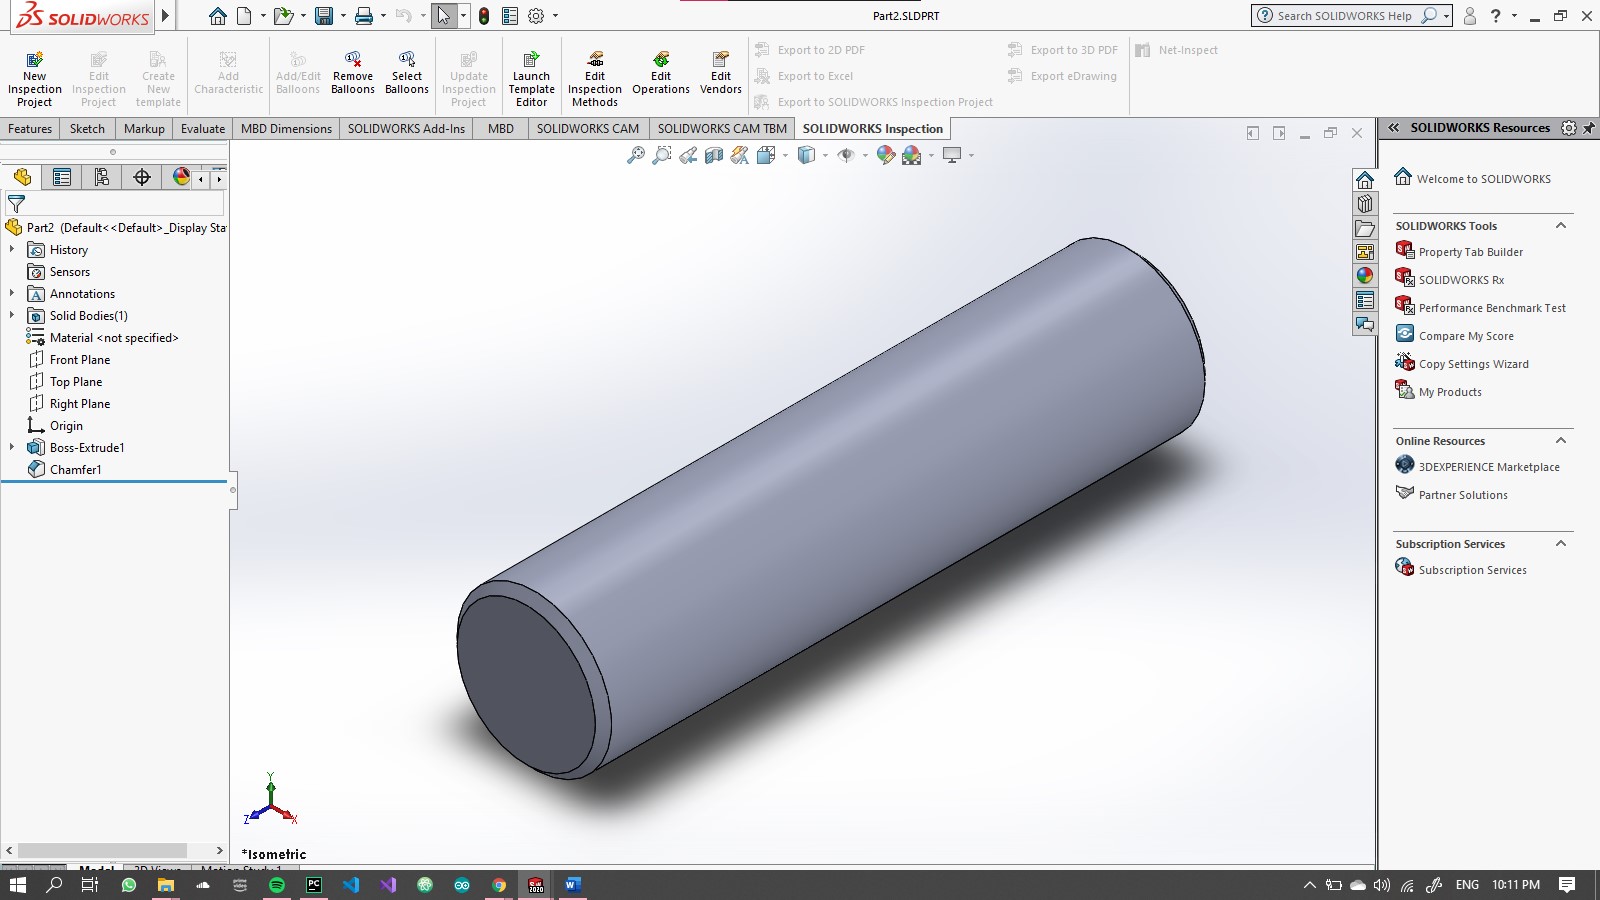 SOLIDWORKS
Part2.SLDPRT
Search SOLIDWORKS Help
New Inspection Project
Edit Inspection Project
Create New template
Add Characteristic
Add/Edit Balloons
Remove Balloons
Select Balloons
Update Inspection Project
Launch Template Editor
Edit Inspection Methods
Edit Operations
Edit Vendors
Export to 2D PDF
Export to Excel
Export to SOLIDWORKS Inspection Project
Export to 3D PDF
Export eDrawing
Net-Inspect
Features Sketch Markup Evaluate MBD Dimensions SOLIDWORKS Add-Ins MBD SOLIDWORKS CAM SOLIDWORKS CAM TBM SOLIDWORKS Inspection
Part2 (Default<<Default>_Display Sta
History
Sensors
Annotations
Solid Bodies(1)
Material <not specified>
Front Plane
Top Plane
Right Plane
Origin
Boss-Extrude1
Chamfer1
Y
Z X
*Isometric
Model 3D Views Motion Study 1
SOLIDWORKS Resources
Welcome to SOLIDWORKS
SOLIDWORKS Tools
Property Tab Builder
SOLIDWORKS Rx
Performance Benchmark Test
Compare My Score
Copy Settings Wizard
My Products
Online Resources
3DEXPERIENCE Marketplace
Partner Solutions
Subscription Services
Subscription Services
ENG 10:11 PM